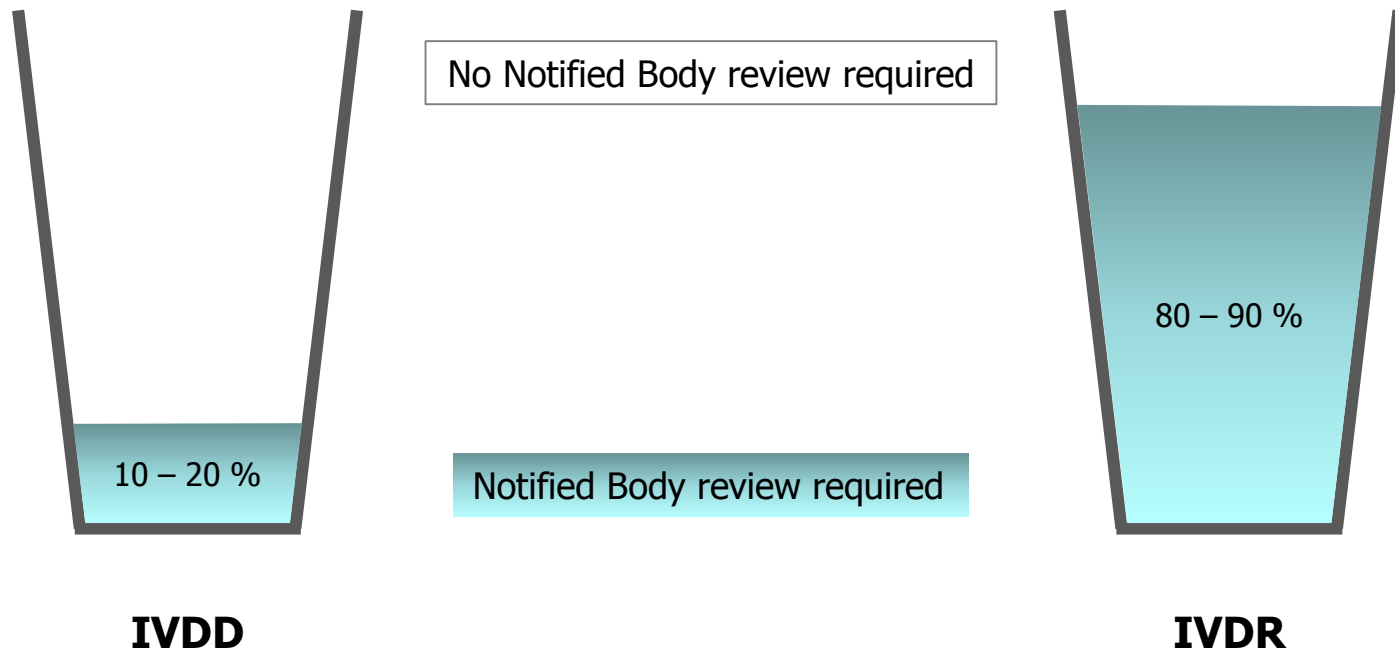 No Notified Body review required
80 – 90 %
10 – 20 %
Notified Body review required
IVDD
IVDR